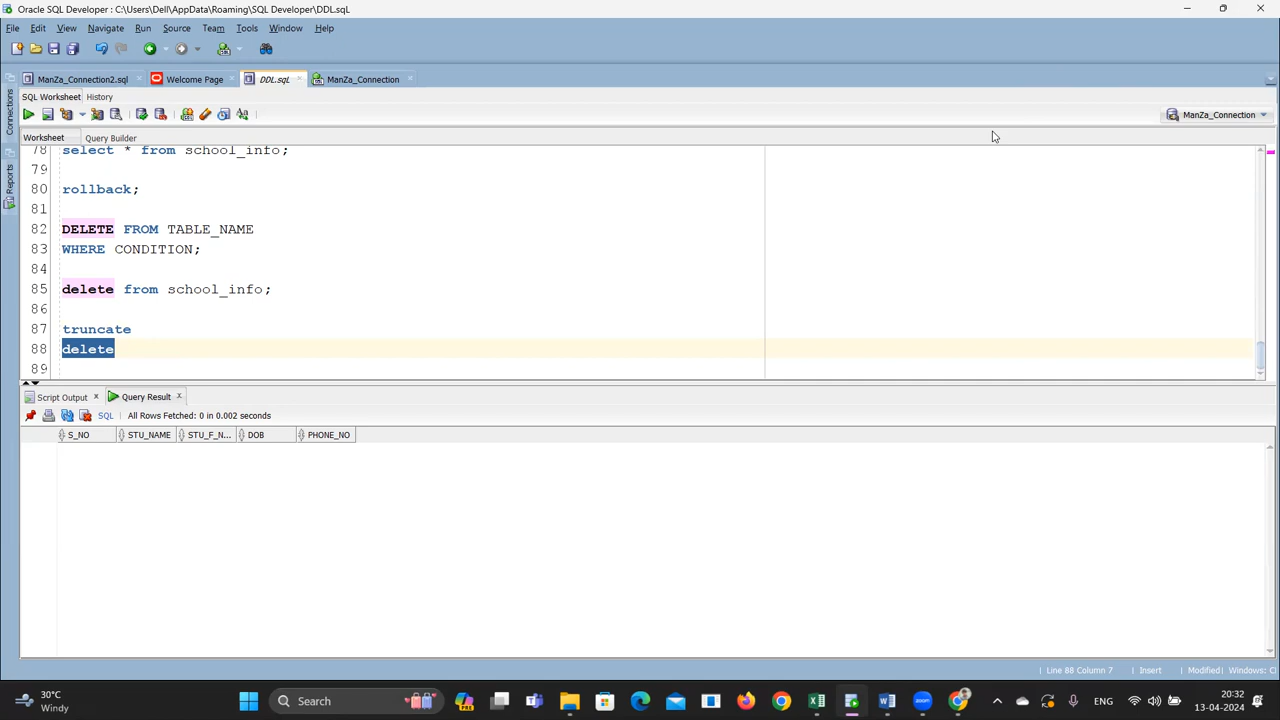 Oracle SQL Developer : C:\Users\Dell\AppData\Roaming\SQL Developer\DDL.sqL
File Edit View Navigate Run Source Team Tools Window Help
ManZa_Connection2.sql Welcome Page DDL.sqL ManZa_Connection
SQL Worksheet History
ManZa_Connection
Worksheet Query Builder
78 select * from school_info;
79
80 rollback;
81
82 DELETE FROM TABLE_NAME
83 WHERE CONDITION;
84
85 delete from school_info;
86
87 truncate
88 delete
89
Connections
Reports
Script Output Query Result
SQL All Rows Fetched: 0 in 0.002 seconds
S_NO STU_NAME STU_F_N... DOB PHONE_NO
Line 88 Column 7 Insert Modified Windows: C
30°C
Windy
Search
ENG
20:32
13-04-2024